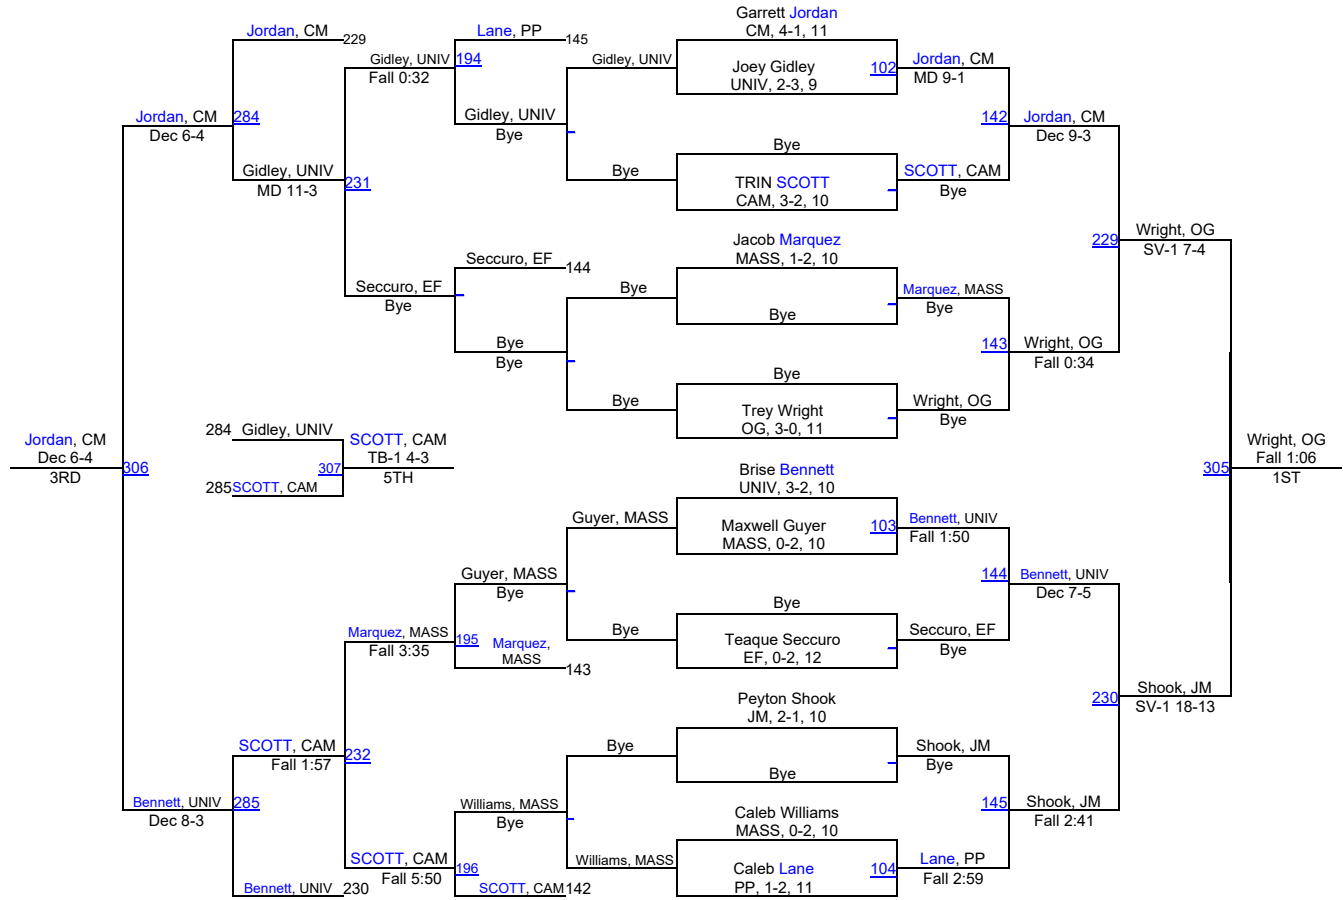 Garrett Jordan
CM, 4-1, 11
Jordan, CM
229
Lane, PP
145
Gidley, UNIV
194
Fall 0:32
Gidley, UNIV
Joey Gidley
UNIV, 2-3, 9
102
Jordan, CM
MD 9-1
Jordan, CM
Dec 6-4
284
Gidley, UNIV
Bye
142
Jordan, CM
Dec 9-3
Bye
Gidley, UNIV
MD 11-3
231
Bye
TRIN SCOTT
CAM, 3-2, 10
SCOTT, CAM
Bye
Jacob Marquez
MASS, 1-2, 10
229
Wright, OG
SV-1 7-4
Seccuro, EF
144
Seccuro, EF
Bye
Bye
Bye
Marquez, MASS
Bye
Bye
Bye
143
Wright, OG
Fall 0:34
Bye
Bye
Trey Wright
OG, 3-0, 11
Wright, OG
Bye
284
Gidley, UNIV
Jordan, CM
Dec 6-4
3RD
306
307
SCOTT, CAM
TB-1 4-3
5TH
285
SCOTT, CAM
305
Wright, OG
Fall 1:06
1ST
Brise Bennett
UNIV, 3-2, 10
Guyer, MASS
Maxwell Guyer
MASS, 0-2, 10
103
Bennett, UNIV
Fall 1:50
Guyer, MASS
Bye
144
Bennett, UNIV
Dec 7-5
Bye
Marquez, MASS
Fall 3:35
195
Marquez,
MASS
143
Bye
Teaque Seccuro
EF, 0-2, 12
Seccuro, EF
Bye
Peyton Shook
JM, 2-1, 10
230
Shook, JM
SV-1 18-13
SCOTT, CAM
Fall 1:57
232
Bye
Bye
Shook, JM
Bye
Bennett, UNIV
Dec 8-3
285
Williams, MASS
Bye
Caleb Williams
MASS, 0-2, 10
145
Shook, JM
Fall 2:41
SCOTT, CAM
Fall 5:50
196
Williams, MASS
Caleb Lane
PP, 1-2, 11
104
Lane, PP
Fall 2:59
Bennett, UNIV
230
SCOTT, CAM
142